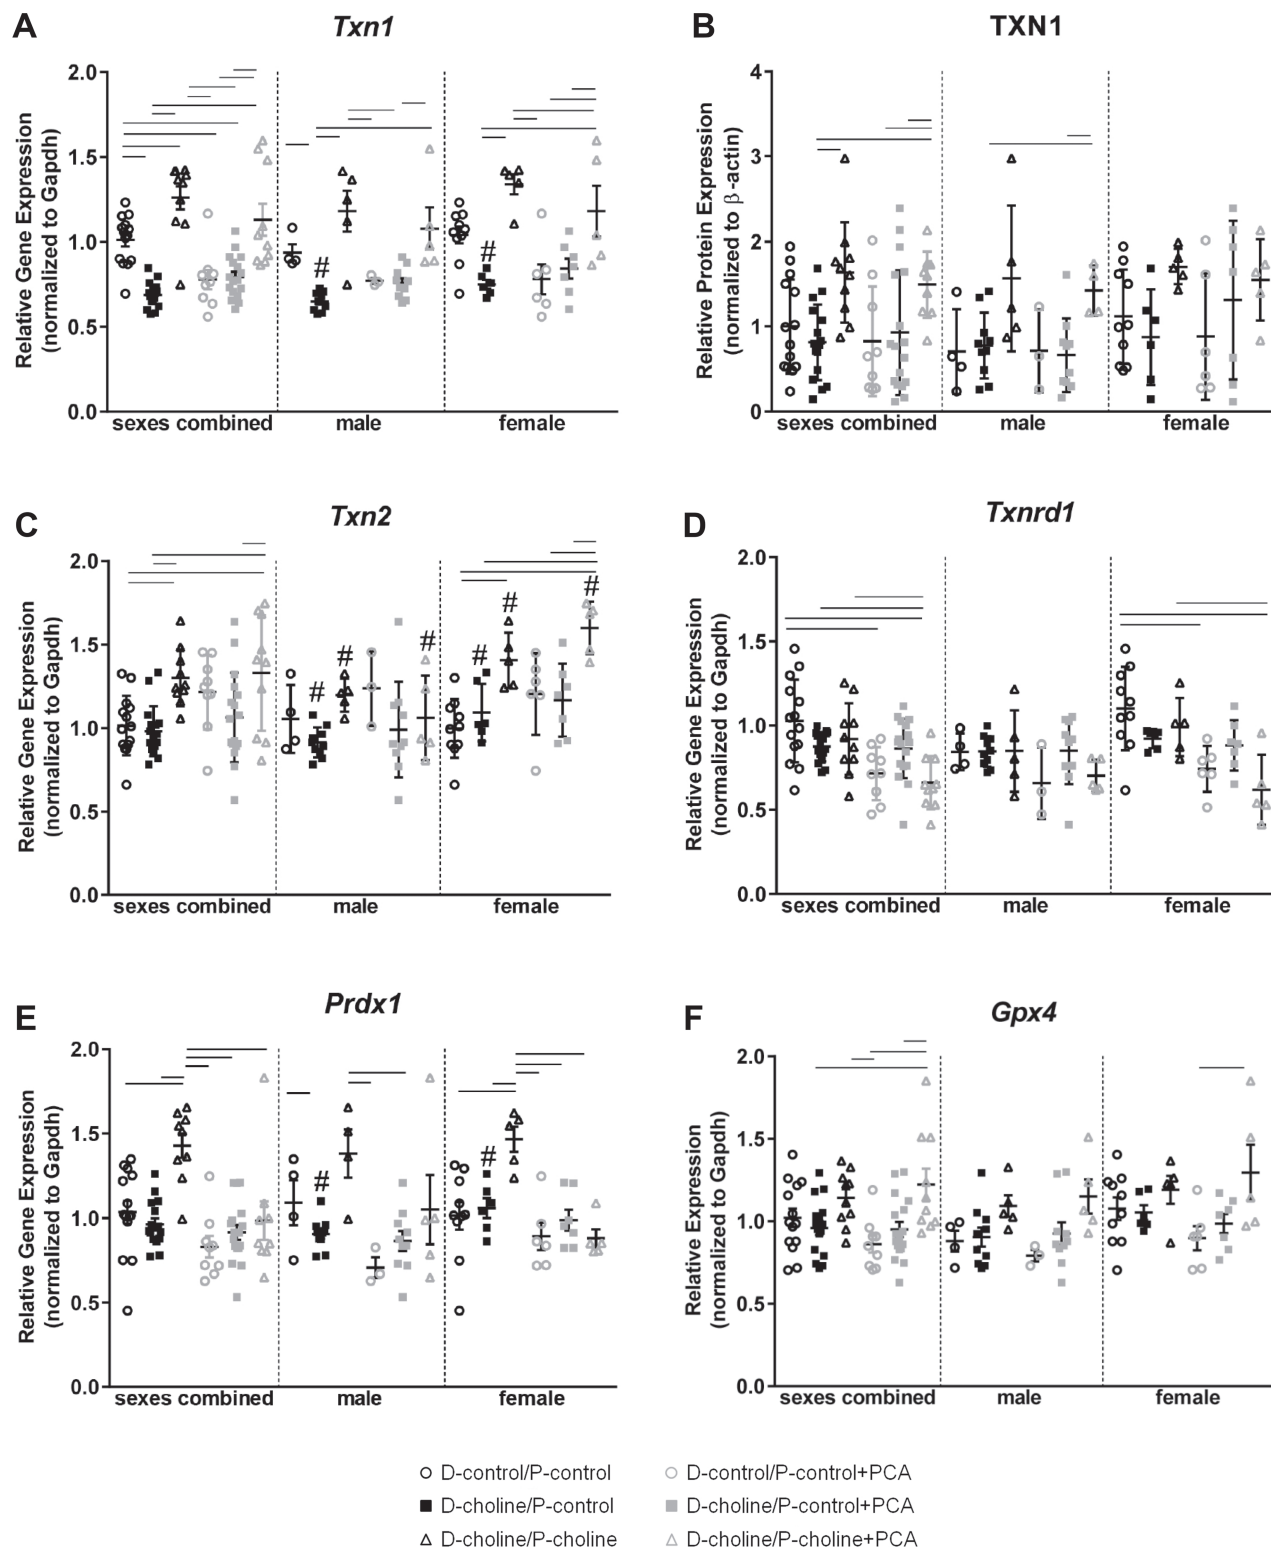 A
Txn1
Relative Gene Expression
(normalized to Gapdh)
2.0
1.5
1.0
0.5
0.0
#
#
sexes combined
male
female
B
TXN1
Relative Protein Expression
(normalized to β-actin)
4
3
2
1
0
sexes combined
male
female
C
Txn2
Relative Gene Expression
(normalized to Gapdh)
2.0
1.5
1.0
0.5
0.0
#
#
#
#
#
#
sexes combined
male
female
D
Txnrd1
Relative Gene Expression
(normalized to Gapdh)
2.0
1.5
1.0
0.5
0.0
sexes combined
male
female
E
Prdx1
Relative Gene Expression
(normalized to Gapdh)
2.0
1.5
1.0
0.5
0.0
#
#
sexes combined
male
female
F
Gpx4
Relative Expression
(normalized to Gapdh)
2.0
1.5
1.0
0.5
0.0
sexes combined
male
female
D-control/P-control
D-control/P-control+PCA
D-choline/P-control
D-choline/P-control+PCA
D-choline/P-choline
D-choline/P-choline+PCA